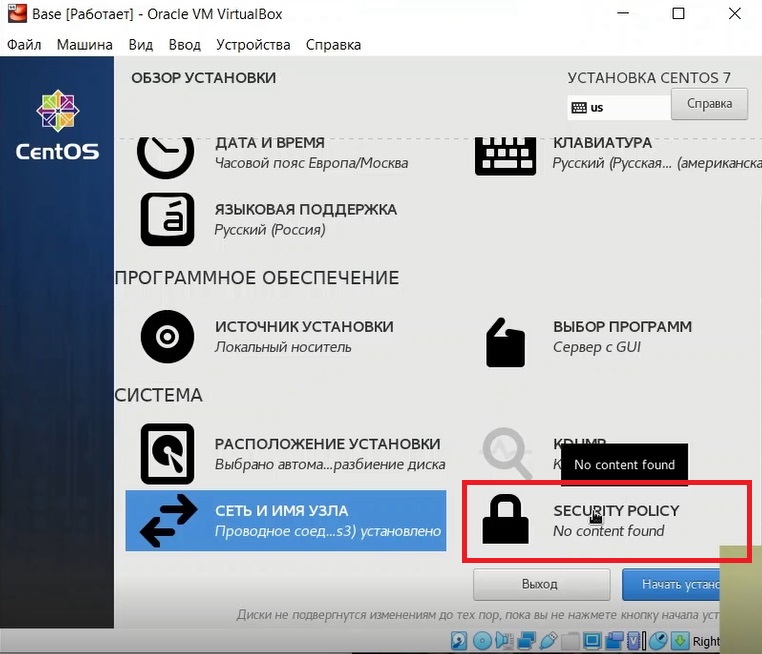 Base [Работает] - Oracle VM VirtualBox
Файл Машина Вид Ввод Устройства Справка
ОБЗОР УСТАНОВКИ
УСТАНОВКА CENTOS 7
us
Справка
CentOS
ДАТА И ВРЕМЯ
Часовой пояс Европа/Москва
КЛАВИАТУРА
Русский (Русская... (американска
ЯЗЫКОВАЯ ПОДДЕРЖКА
Русский (Россия)
ПРОГРАММНОЕ ОБЕСПЕЧЕНИЕ
ИСТОЧНИК УСТАНОВКИ
Локальный носитель
ВЫБОР ПРОГРАММ
Сервер с GUI
СИСТЕМА
РАСПОЛОЖЕНИЕ УСТАНОВКИ
Выбрано автома...разбиение диска
KDUMP
No content found
СЕТЬ И ИМЯ УЗЛА
Проводное соед...s3) установлено
SECURITY POLICY
No content found
Выход
Начать устано
Диски не подвергнутся изменениям до тех пор, пока вы не нажмете кнопку начала уст
Right